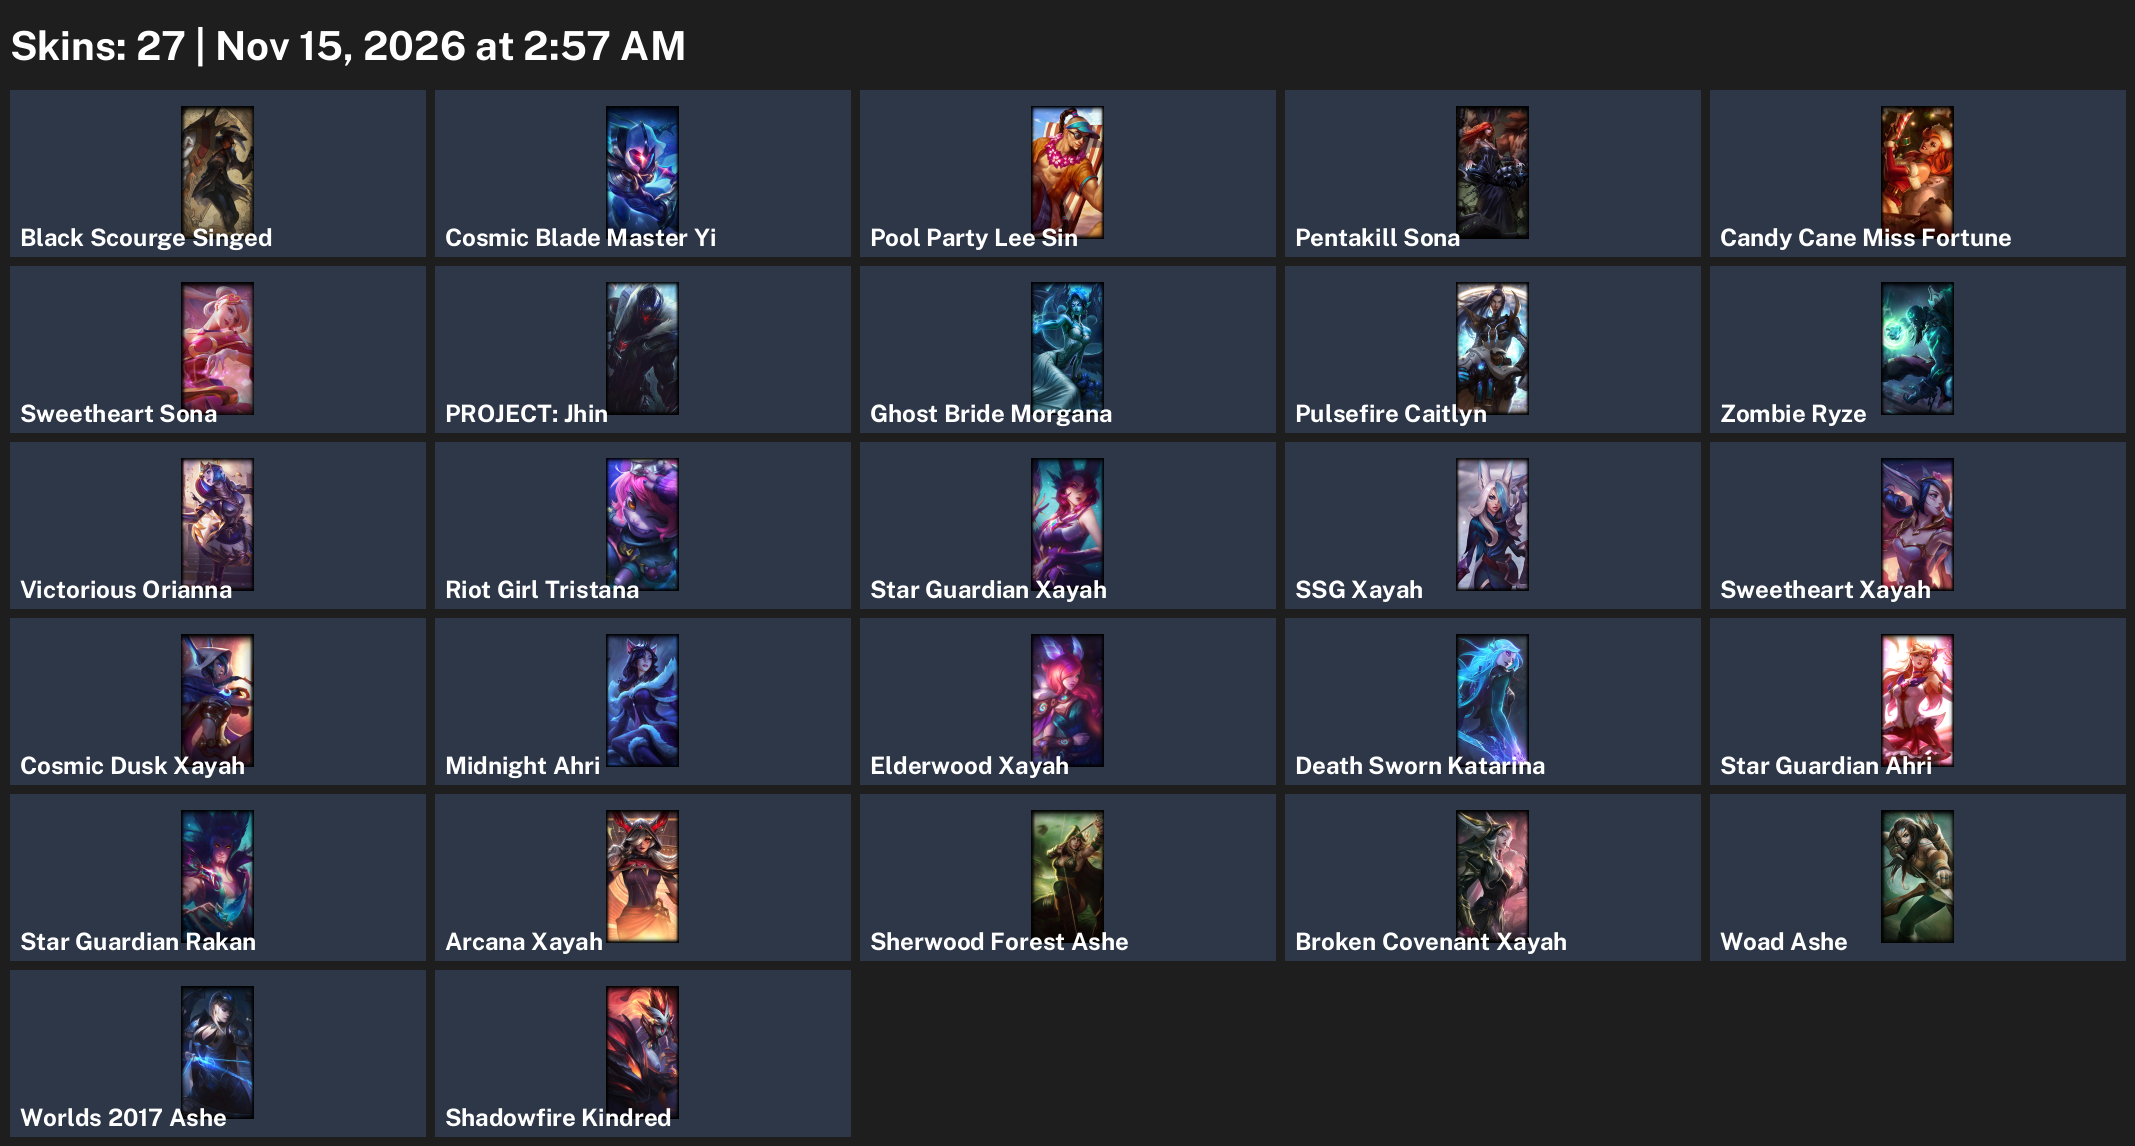 Skins: 27 | Nov 15, 2026 at 2:57 AM
Black Scourge Singed
Cosmic Blade Master Yi
Pool Party Lee Sin
Pentakill Sona
Candy Cane Miss Fortune
Sweetheart Sona
PROJECT: Jhin
Ghost Bride Morgana
Pulsefire Caitlyn
Zombie Ryze
Victorious Orianna
Riot Girl Tristana
Star Guardian Xayah
SSG Xayah
Sweetheart Xayah
Cosmic Dusk Xayah
Midnight Ahri
Elderwood Xayah
Death Sworn Katarina
Star Guardian Ahri
Star Guardian Rakan
Arcana Xayah
Sherwood Forest Ashe
Broken Covenant Xayah
Woad Ashe
Worlds 2017 Ashe
Shadowfire Kindred